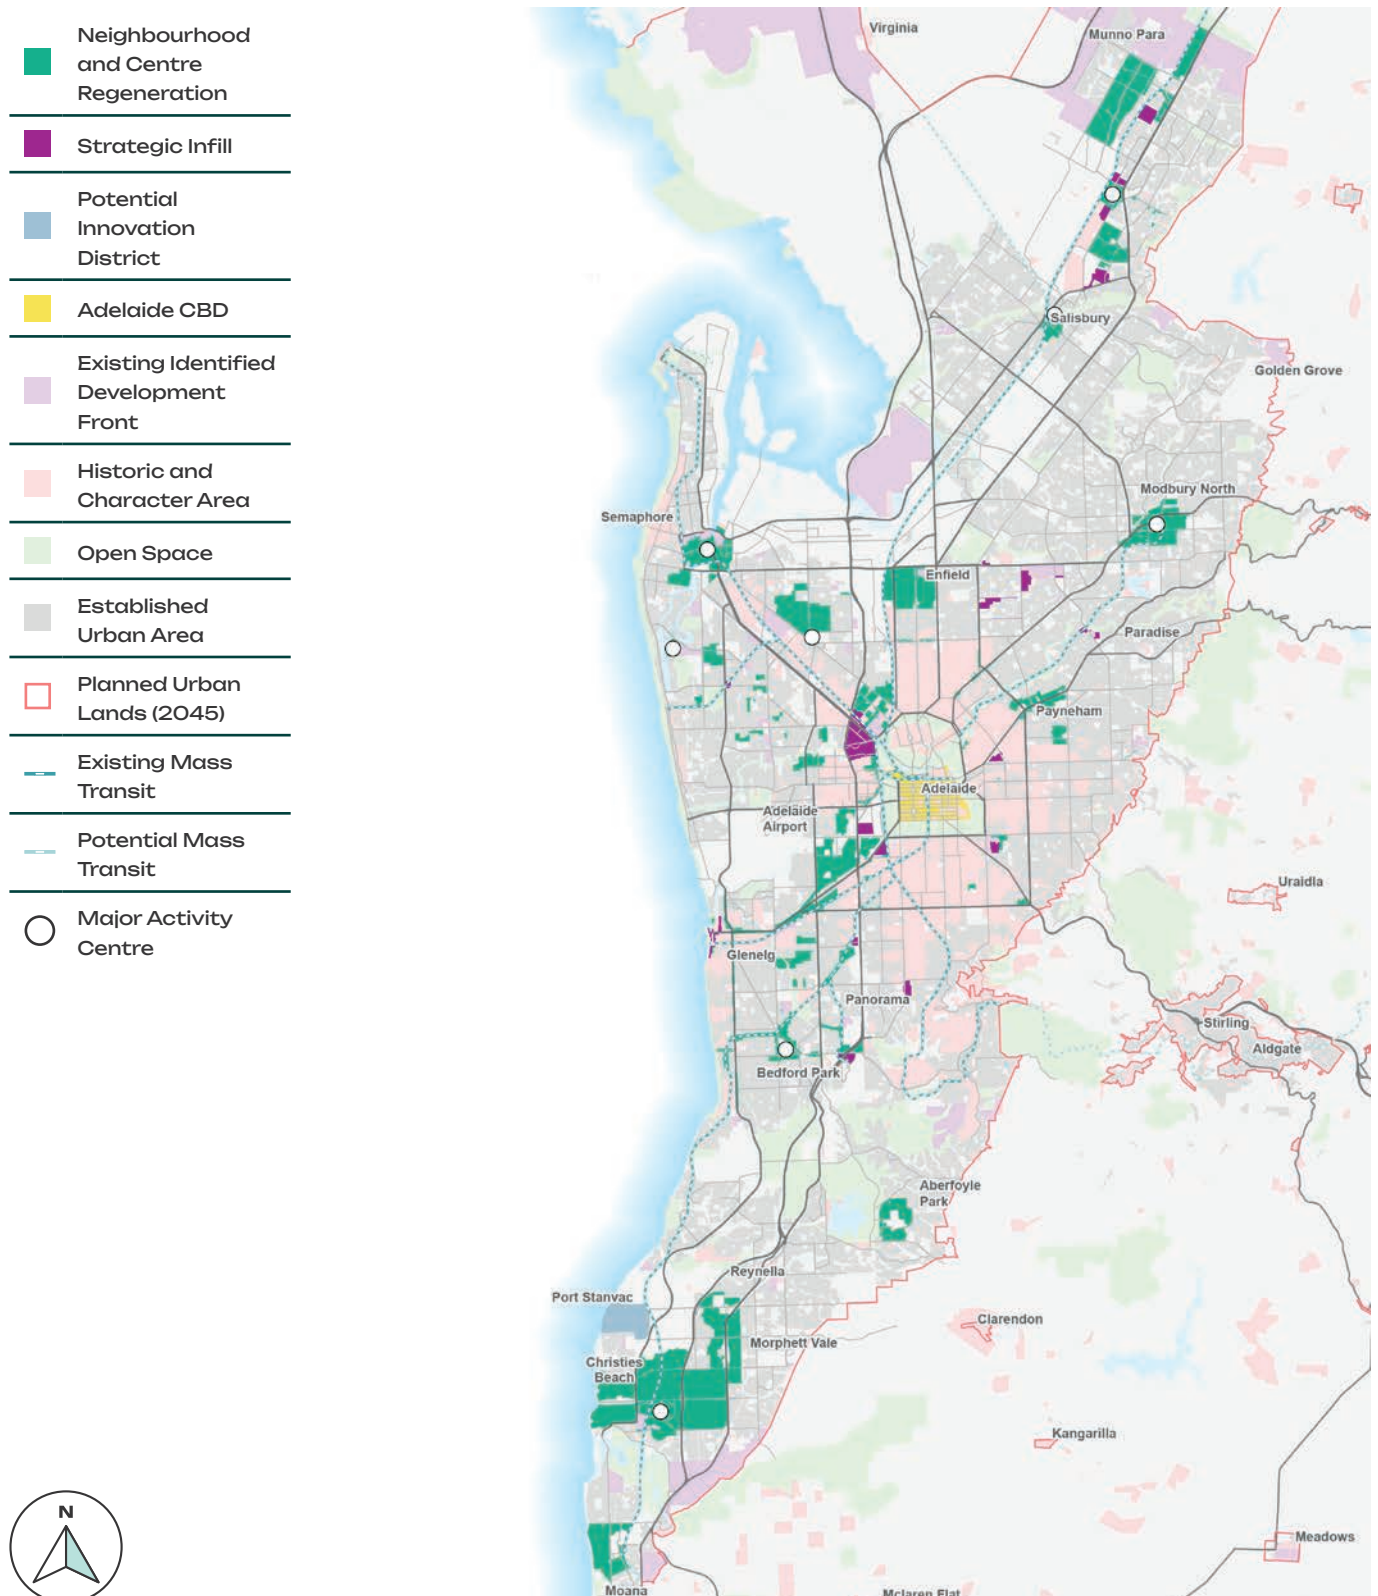 Neighbourhood
and Centre
Regeneration
Strategic Infill
Potential
Innovation
District
Adelaide CBD
Existing Identified
Development
Front
Historic and
Character Area
Open Space
Established
Urban Area
Planned Urban
Lands (2045)
Existing Mass
Transit
Potential Mass
Transit
Major Activity
Centre
N
Virginia
Munno Para
Salisbury
Golden Grove
Modbury North
Semaphore
Enfield
Paradise
Payneham
Adelaide
Adelaide
Airport
Uraidla
Glenelg
Panorama
Stirling
Aldgate
Bedford Park
Aberfoyle
Park
Reynella
Port Stanvac
Clarendon
Morphett Vale
Christies
Beach
Kangarilla
Meadows
Moana
Mclaren Flat